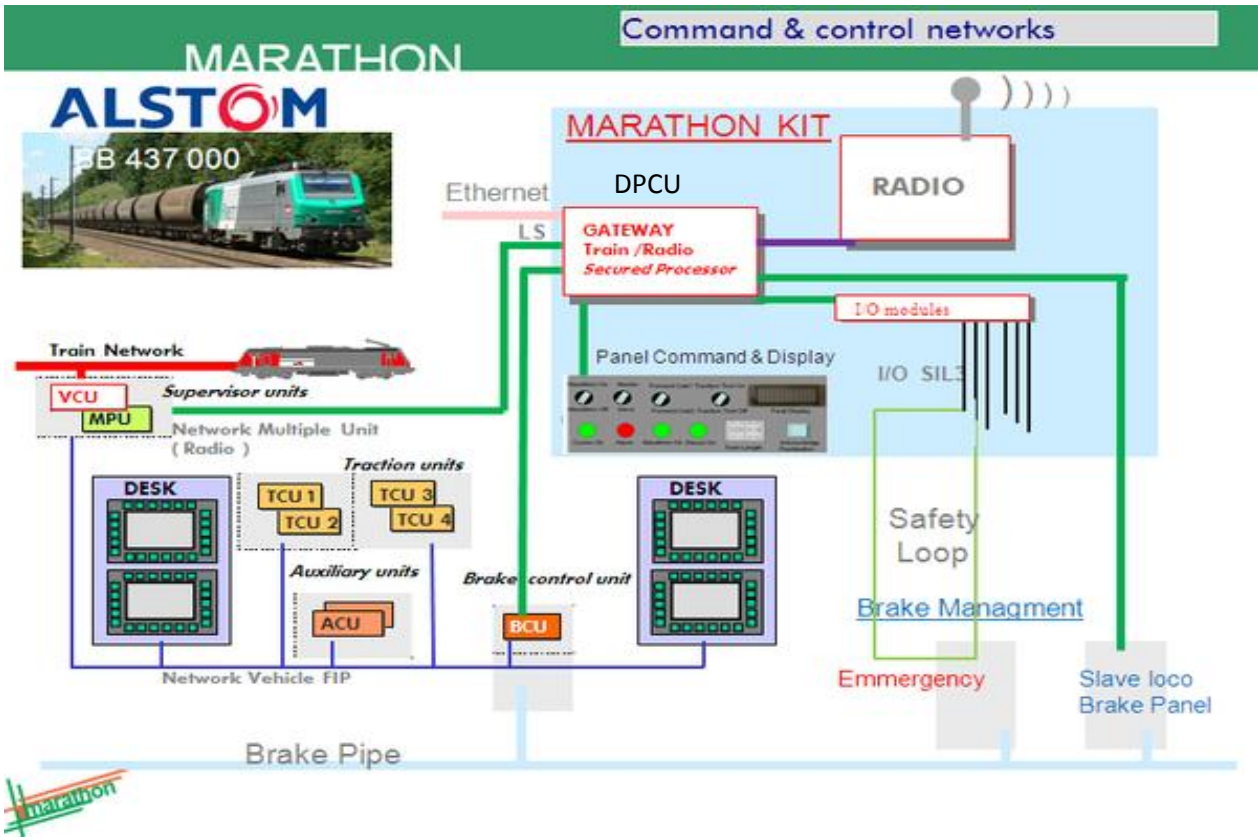 Command & control networks
MARATHON
ALSTOM
BB 437 000
MARATHON KIT
Ethernet
DPCU
RADIO
LS
GATEWAY
Train /Radio
Secured Processor
I/O modules
Train Network
Panel Command & Display
I/O SIL3
VCU
Supervisor units
MPU
Network Multiple Unit
( Radio )
Traction units
DESK
TCU 1
TCU 2
TCU 3
TCU 4
DESK
Safety
Loop
Auxiliary units
Brake control unit
ACU
BCU
Brake Managment
Network Vehicle FIP
Emmergency
Slave loco
Brake Panel
Brake Pipe
marathon